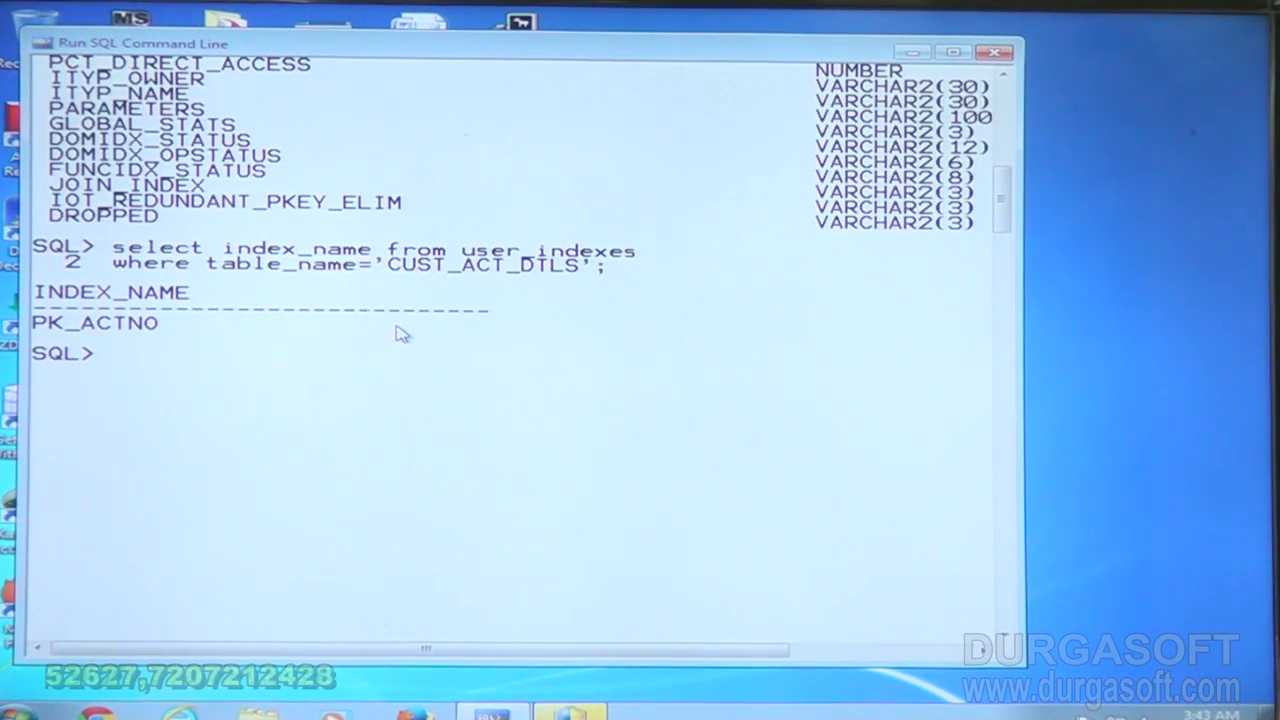 MS
Run SQL Command Line
PCT_DIRECT_ACCESS NUMBER
ITYP_OWNER VARCHAR2(30)
ITYP_NAME VARCHAR2(30)
PARAMETERS VARCHAR2(100
GLOBAL_STATS VARCHAR2(3)
DOMIDX_STATUS VARCHAR2(12)
DOMIDX_OPSTATUS VARCHAR2(6)
FUNCIDX_STATUS VARCHAR2(8)
JOIN_INDEX VARCHAR2(3)
IOT_REDUNDANT_PKEY_ELIM VARCHAR2(3)
DROPPED VARCHAR2(3)
SQL> select index_name from user_indexes
2 where table_name='CUST_ACT_DTLS';
INDEX_NAME
------------------------------
PK_ACTNO
SQL>
DURGASOFT
52627,7207212428
www.durgasoft.com
3:43 AM